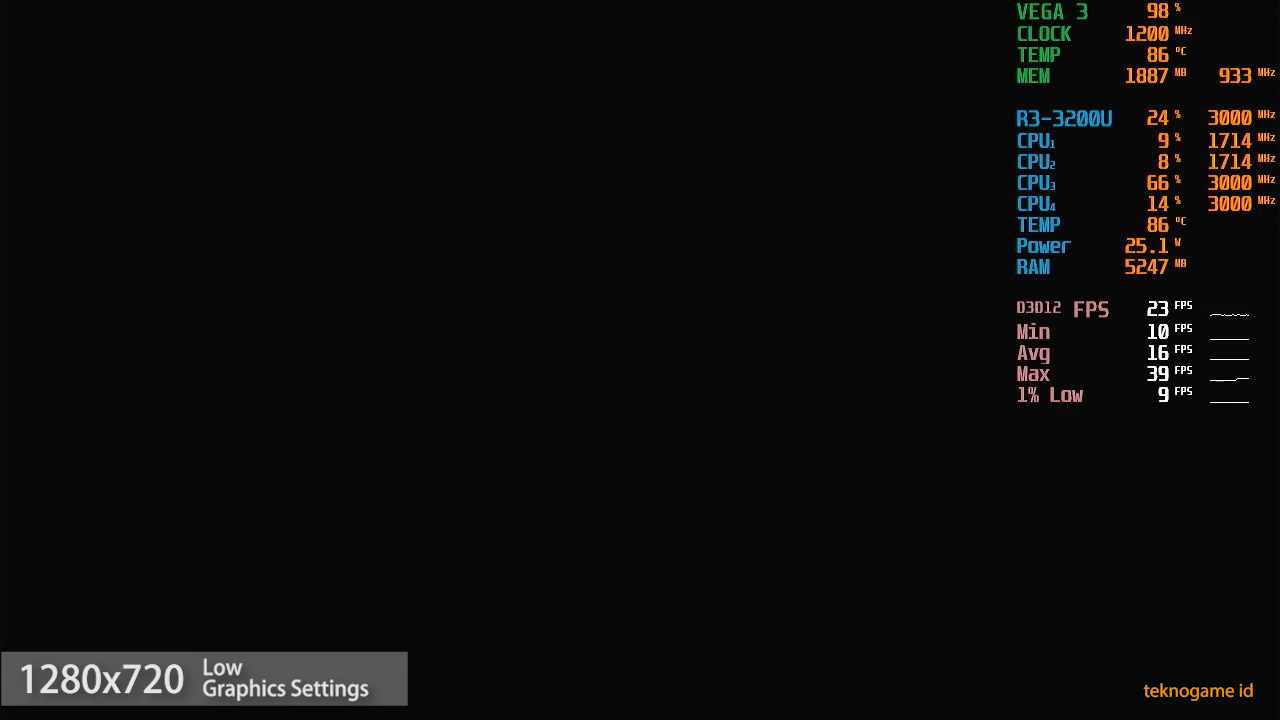 VEGA 3 98 %
CLOCK 1200 MHz
TEMP 86 °C
MEM 1887 MB 933 MHz
R3-3200U 24 % 3000 MHz
CPU1 9 % 1714 MHz
CPU2 8 % 1714 MHz
CPU3 66 % 3000 MHz
CPU4 14 % 3000 MHz
TEMP 86 °C
Power 25.1 W
RAM 5247 MB
D3D12 FPS 23 FPS
Min 10 FPS
Avg 16 FPS
Max 39 FPS
1% Low 9 FPS
1280x720 Low
Graphics Settings
teknogame id